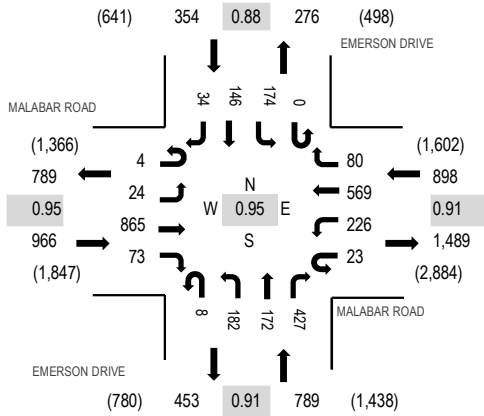 (641) 354 0.88 276 (498)
EMERSON DRIVE
34 146 174 0
MALABAR ROAD
(1,366) 4 80 (1,602)
789 24 N 569 898
0.95 865 W 0.95 E 226 0.91
966 73 S 23 1,489
(1,847) (2,884)
8 182 172 427
MALABAR ROAD
EMERSON DRIVE
(780) 453 0.91 789 (1,438)